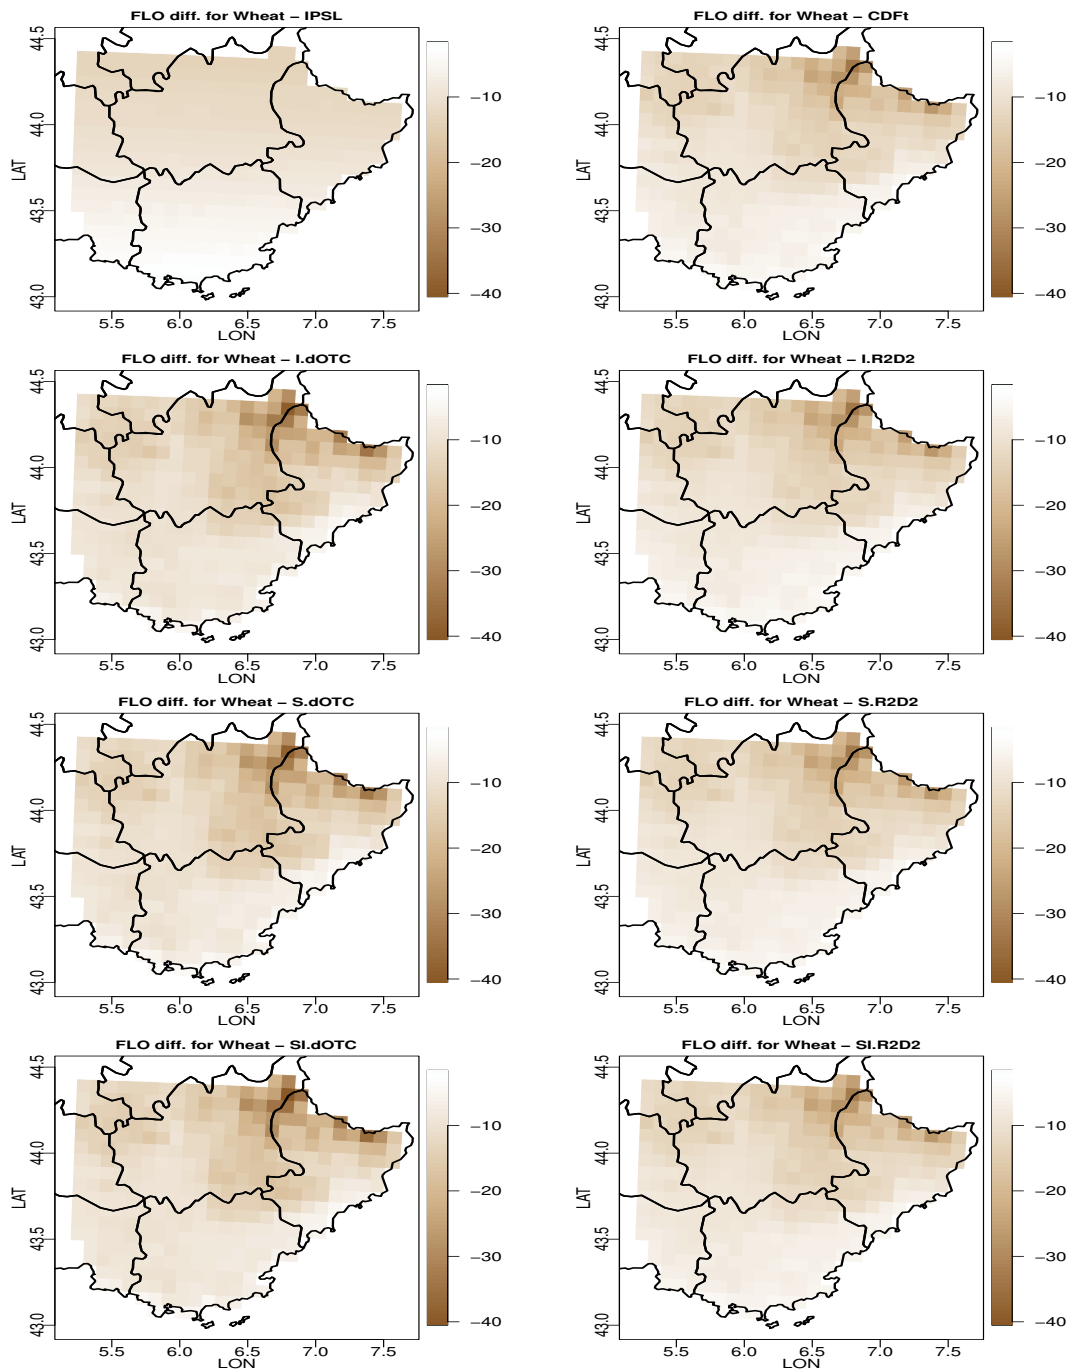 FLO diff. for Wheat − IPSL
LAT
43.0 43.5 44.0 44.5
5.5 6.0 6.5 7.0 7.5
LON
−10
−20
−30
−40
FLO diff. for Wheat − CDFt
LAT
43.0 43.5 44.0 44.5
5.5 6.0 6.5 7.0 7.5
LON
−10
−20
−30
−40
FLO diff. for Wheat − I.dOTC
LAT
43.0 43.5 44.0 44.5
5.5 6.0 6.5 7.0 7.5
LON
−10
−20
−30
−40
FLO diff. for Wheat − I.R2D2
LAT
43.0 43.5 44.0 44.5
5.5 6.0 6.5 7.0 7.5
LON
−10
−20
−30
−40
FLO diff. for Wheat − S.dOTC
LAT
43.0 43.5 44.0 44.5
5.5 6.0 6.5 7.0 7.5
LON
−10
−20
−30
−40
FLO diff. for Wheat − S.R2D2
LAT
43.0 43.5 44.0 44.5
5.5 6.0 6.5 7.0 7.5
LON
−10
−20
−30
−40
FLO diff. for Wheat − SI.dOTC
LAT
43.0 43.5 44.0 44.5
5.5 6.0 6.5 7.0 7.5
LON
−10
−20
−30
−40
FLO diff. for Wheat − SI.R2D2
LAT
43.0 43.5 44.0 44.5
5.5 6.0 6.5 7.0 7.5
LON
−10
−20
−30
−40